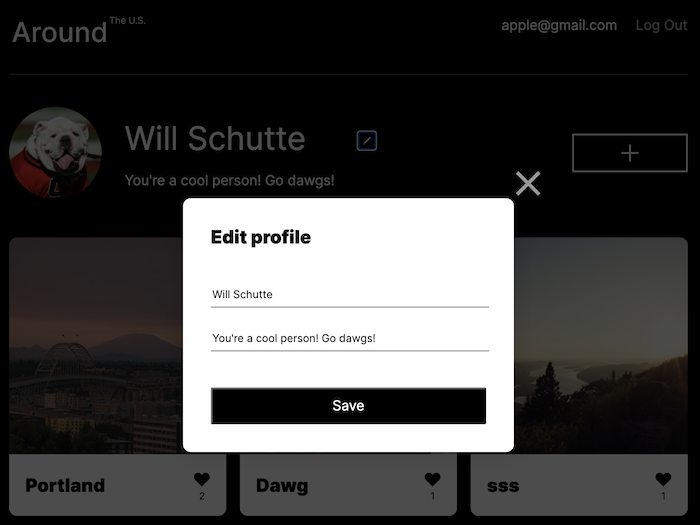 Around The U.S.
apple@gmail.com Log Out
Will Schutte
You're a cool person! Go dawgs!
Edit profile
Will Schutte
You're a cool person! Go dawgs!
Save
Portland
2
Dawg
1
sss
1